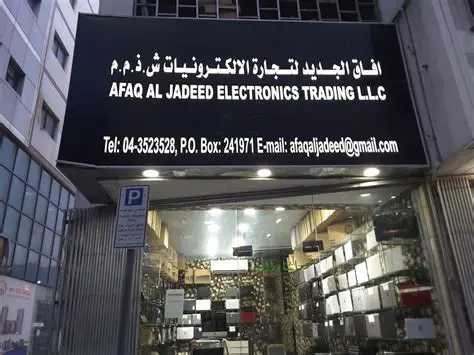 افاق الجديد لتجارة الالكترونيات ش.ذ.م.م
AFAQ AL JADEED ELECTRONICS TRADING L.L.C
Tel: 04-3523528, P.O. Box: 241971 E-mail: afaqaljadeed@gmail.com
P